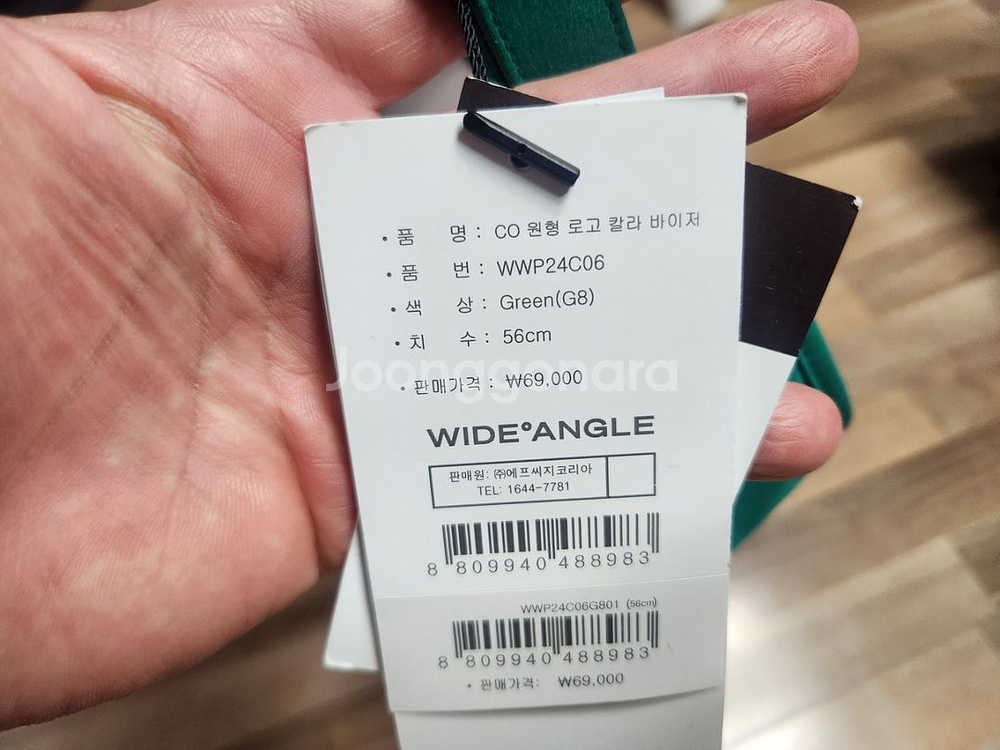 • 품 명 : CO 원형 로고 칼라 바이저
• 품 번 : WWP24C06
• 색 상 : Green(G8)
• 치 수 : 56cm
Joonggonara
• 판매가격 : ₩69,000
WIDE°ANGLE
판매원: ㈜에프씨지코리아
TEL: 1644-7781
8 809940 488983
WWP24C06G801 (56cm)
8 809940 488983
• 판매가격: ₩69,000